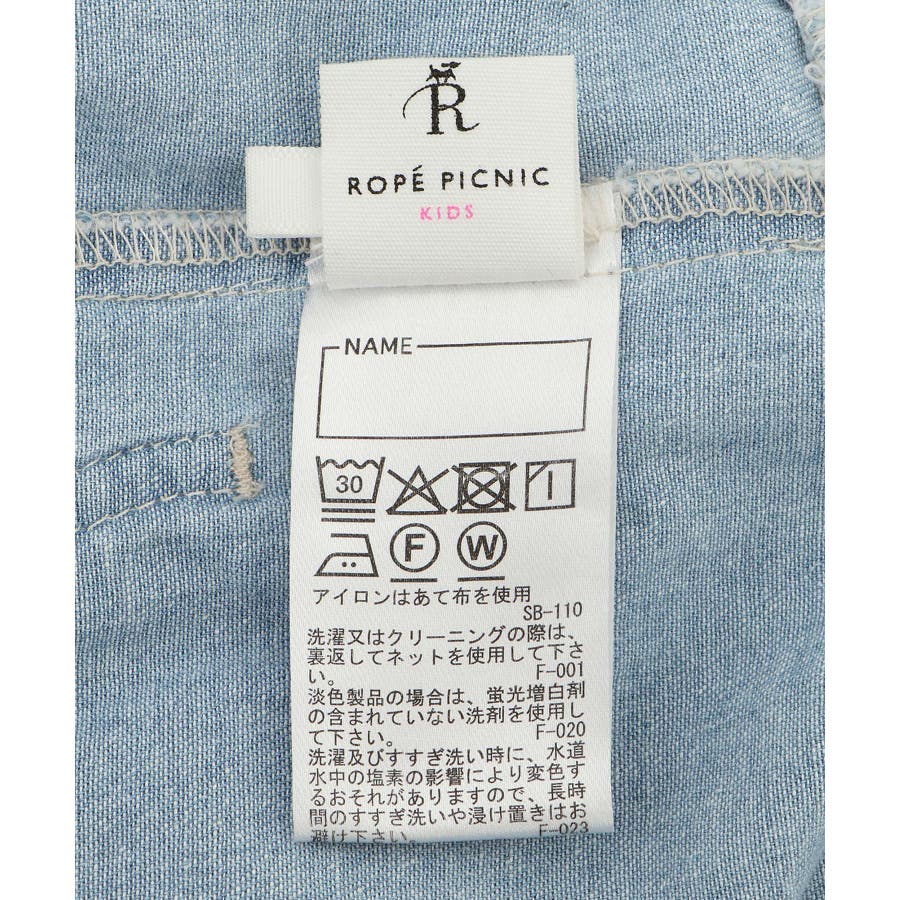 R
ROPÉ PICNIC
KIDS
NAME
30
F W
アイロンはあて布を使用
SB-110
洗濯又はクリーニングの際は、
裏返してネットを使用して下さ
い。 F-001
淡色製品の場合は、蛍光増白剤
の含まれていない洗剤を使用し
て下さい。 F-020
洗濯及びすすぎ洗い時に、水道
水中の塩素の影響により変色す
るおそれがありますので、長時
間のすすぎ洗いや浸け置きはお
避け下さい。 F-023